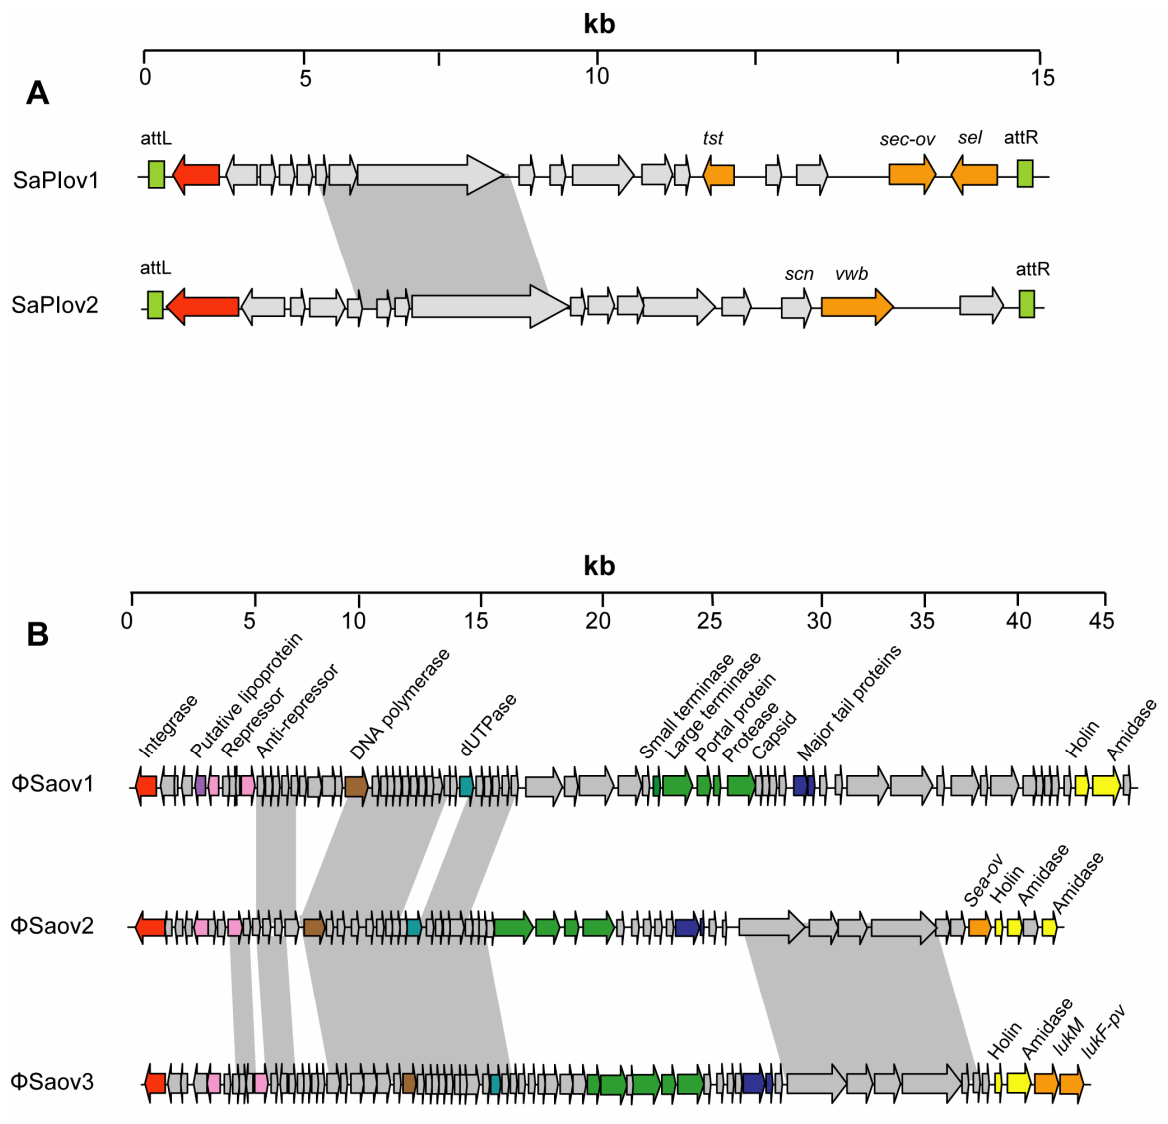 kb
0 5 10 15
A
attL tst sec-ov sel attR
SaPIov1
attL scn vwb attR
SaPIov2
kb
0 5 10 15 20 25 30 35 40 45
B
Integrase
Putative lipoprotein
Repressor
Anti-repressor
DNA polymerase
dUTPase
Small terminase
Large terminase
Portal protein
Protease
Capsid
Major tail proteins
Holin
Amidase
ΦSaov1
Sea-ov
Holin
Amidase
Amidase
ΦSaov2
Holin
Amidase
lukM
lukF-pv
ΦSaov3